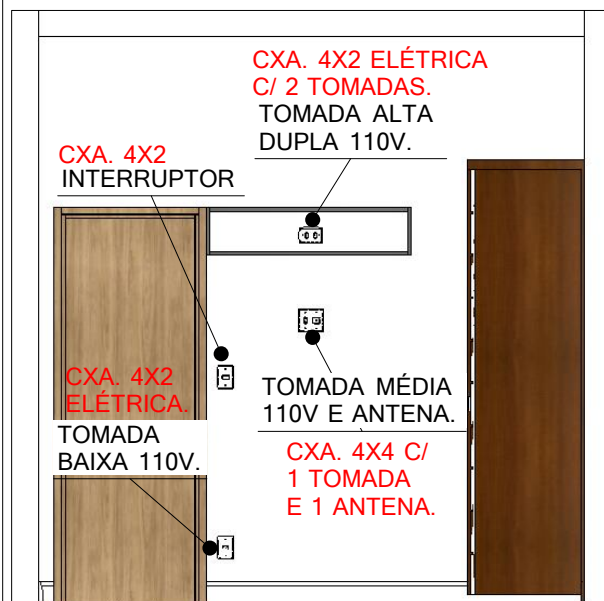 CXA. 4X2 ELÉTRICA
C/ 2 TOMADAS.
TOMADA ALTA
DUPLA 110V.
CXA. 4X2
INTERRUPTOR
CXA. 4X2
ELÉTRICA.
TOMADA
BAIXA 110V.
TOMADA MÉDIA
110V E ANTENA.
CXA. 4X4 C/
1 TOMADA
E 1 ANTENA.